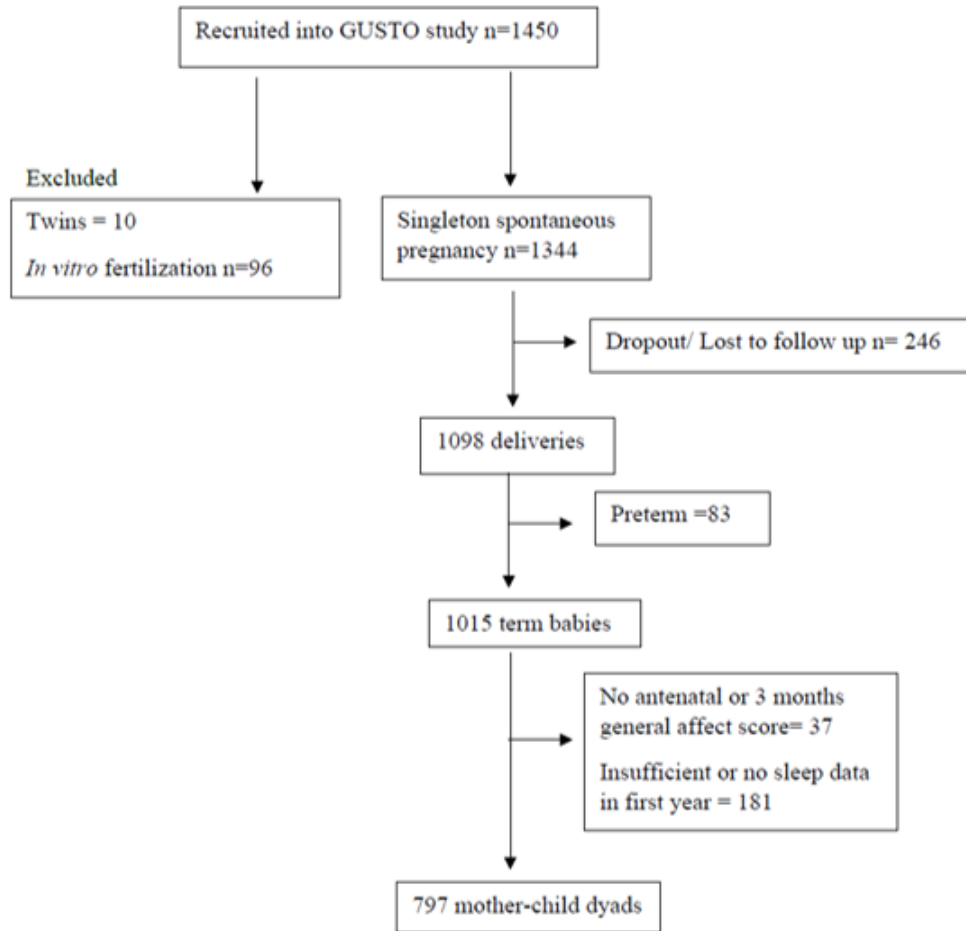 Recruited into GUSTO study n=1450
Excluded
Twins = 10
In vitro fertilization n=96
Singleton spontaneous
pregnancy n=1344
Dropout/ Lost to follow up n= 246
1098 deliveries
Preterm =83
1015 term babies
No antenatal or 3 months
general affect score= 37
Insufficient or no sleep data
in first year = 181
797 mother-child dyads